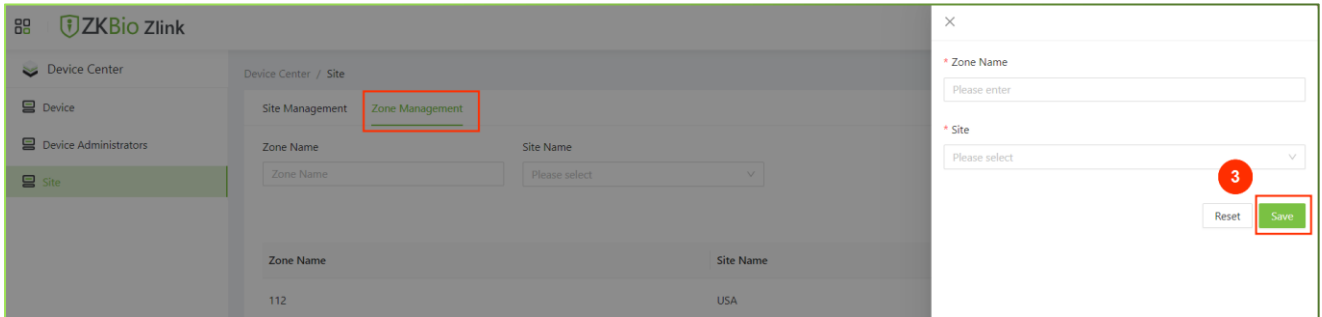 ZKBio Zlink
Device Center
Device
Device Administrators
Site
Device Center / Site
Site Management Zone Management
Zone Name Site Name
Zone Name Please select
Zone Name Site Name
112 USA
* Zone Name
Please enter
* Site
Please select
3
Reset Save